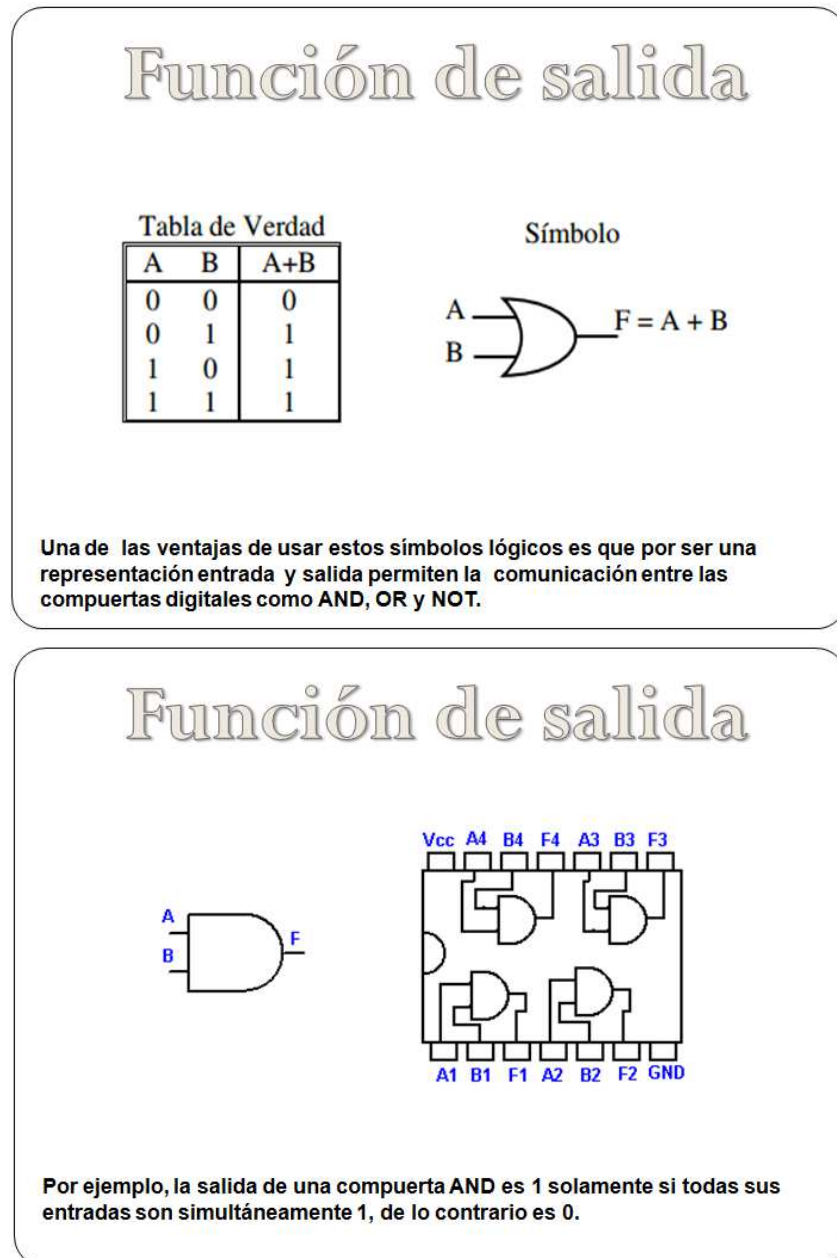 Función de salida
Tabla de Verdad
A B A+B
0 0 0
0 1 1
1 0 1
1 1 1
Símbolo
A
B
F = A + B
Una de las ventajas de usar estos símbolos lógicos es que por ser una
representación entrada y salida permiten la comunicación entre las
compuertas digitales como AND, OR y NOT.
Función de salida
A
B
F
Vcc A4 B4 F4 A3 B3 F3
A1 B1 F1 A2 B2 F2 GND
Por ejemplo, la salida de una compuerta AND es 1 solamente si todas sus
entradas son simultáneamente 1, de lo contrario es 0.